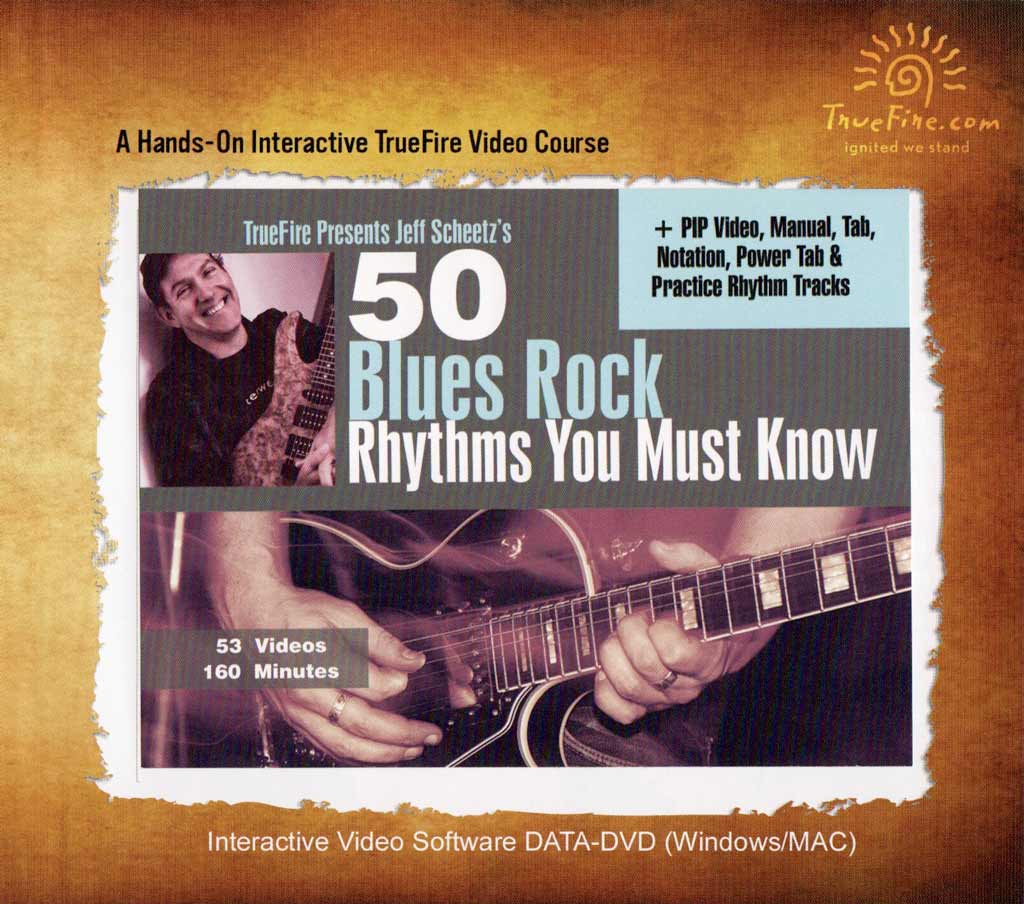 TrueFire.com
ignited we stand
A Hands-On Interactive TrueFire Video Course
TrueFire Presents Jeff Scheetz's
+ PIP Video, Manual, Tab,
Notation, Power Tab &
Practice Rhythm Tracks
50
Blues Rock
Rhythms You Must Know
53 Videos
160 Minutes
Interactive Video Software DATA-DVD (Windows/MAC)